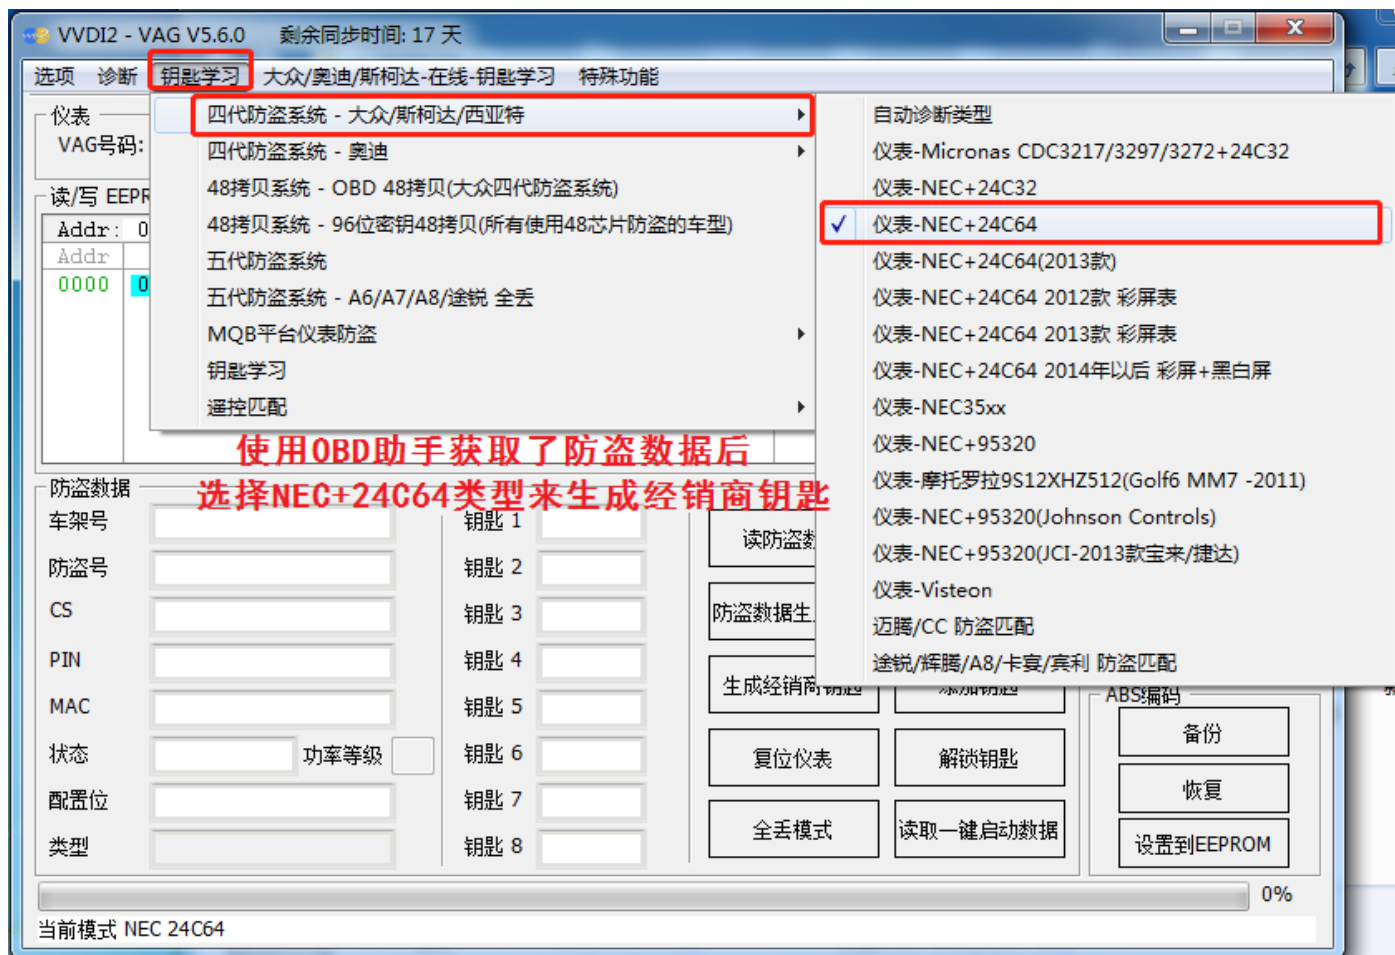 VVDI2 - VAG V5.6.0 剩余同步时间: 17 天
选项 诊断 钥匙学习 大众/奥迪/斯柯达-在线-钥匙学习 特殊功能
四代防盗系统 - 大众/斯柯达/西亚特
四代防盗系统 - 奥迪
48拷贝系统 - OBD 48拷贝(大众四代防盗系统)
48拷贝系统 - 96位密钥48拷贝(所有使用48芯片防盗的车型)
五代防盗系统
五代防盗系统 - A6/A7/A8/途锐 全丢
MQB平台仪表防盗
钥匙学习
遥控匹配
自动诊断类型
仪表-Micronas CDC3217/3297/3272+24C32
仪表-NEC+24C32
仪表-NEC+24C64
仪表-NEC+24C64(2013款)
仪表-NEC+24C64 2012款 彩屏表
仪表-NEC+24C64 2013款 彩屏表
仪表-NEC+24C64 2014年以后 彩屏+黑白屏
仪表-NEC35xx
仪表-NEC+95320
仪表-摩托罗拉9S12XHZ512(Golf6 MM7 -2011)
仪表-NEC+95320(Johnson Controls)
仪表-NEC+95320(JCI-2013款宝来/捷达)
仪表-Visteon
迈腾/CC 防盗匹配
途锐/辉腾/A8/卡宴/宾利 防盗匹配
仪表
VAG号码:
读/写 EEPR
Addr: 0
Addr
0000 0
使用OBD助手获取了防盗数据后
选择NEC+24C64类型来生成经销商钥匙
防盗数据
车架号
防盗号
CS
PIN
MAC
状态 功率等级
配置位
类型
钥匙 1
钥匙 2
钥匙 3
钥匙 4
钥匙 5
钥匙 6
钥匙 7
钥匙 8
读防盗数
防盗数据生
生成经销商钥匙 添加钥匙
复位仪表 解锁钥匙
全丢模式 读取一键启动数据
ABS编码
备份
恢复
设置到EEPROM
0%
当前模式 NEC 24C64